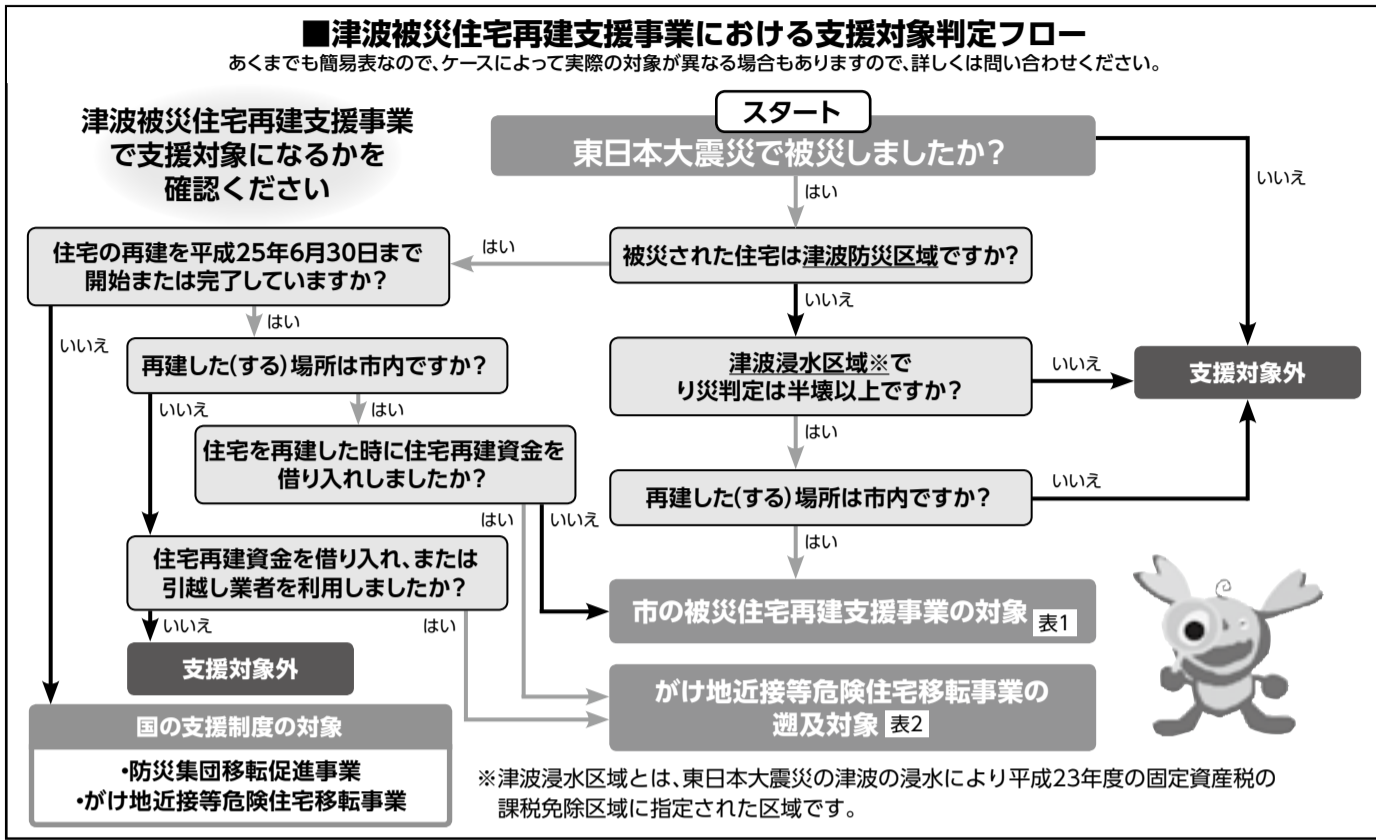 ■津波被災住宅再建支援事業における支援対象判定フロー
あくまでも簡易表なので、ケースによって実際の対象が異なる場合もありますので、詳しくは問い合わせください。
津波被災住宅再建支援事業
で支援対象になるかを
確認ください
スタート
東日本大震災で被災しましたか？
いいえ
はい
被災された住宅は津波防災区域ですか？
はい
いいえ
住宅の再建を平成25年6月30日まで
開始または完了していますか？
いいえ
はい
再建した(する)場所は市内ですか？
いいえ
はい
津波浸水区域※で
り災判定は半壊以上ですか？
いいえ
はい
支援対象外
住宅を再建した時に住宅再建資金を
借り入れしましたか？
はい
いいえ
再建した(する)場所は市内ですか？
いいえ
はい
住宅再建資金を借り入れ、または
引越し業者を利用しましたか？
いいえ
はい
支援対象外
市の被災住宅再建支援事業の対象 表1
がけ地近接等危険住宅移転事業の
遡及対象 表2
国の支援制度の対象
・防災集団移転促進事業
・がけ地近接等危険住宅移転事業
※津波浸水区域とは、東日本大震災の津波の浸水により平成23年度の固定資産税の
課税免除区域に指定された区域です。